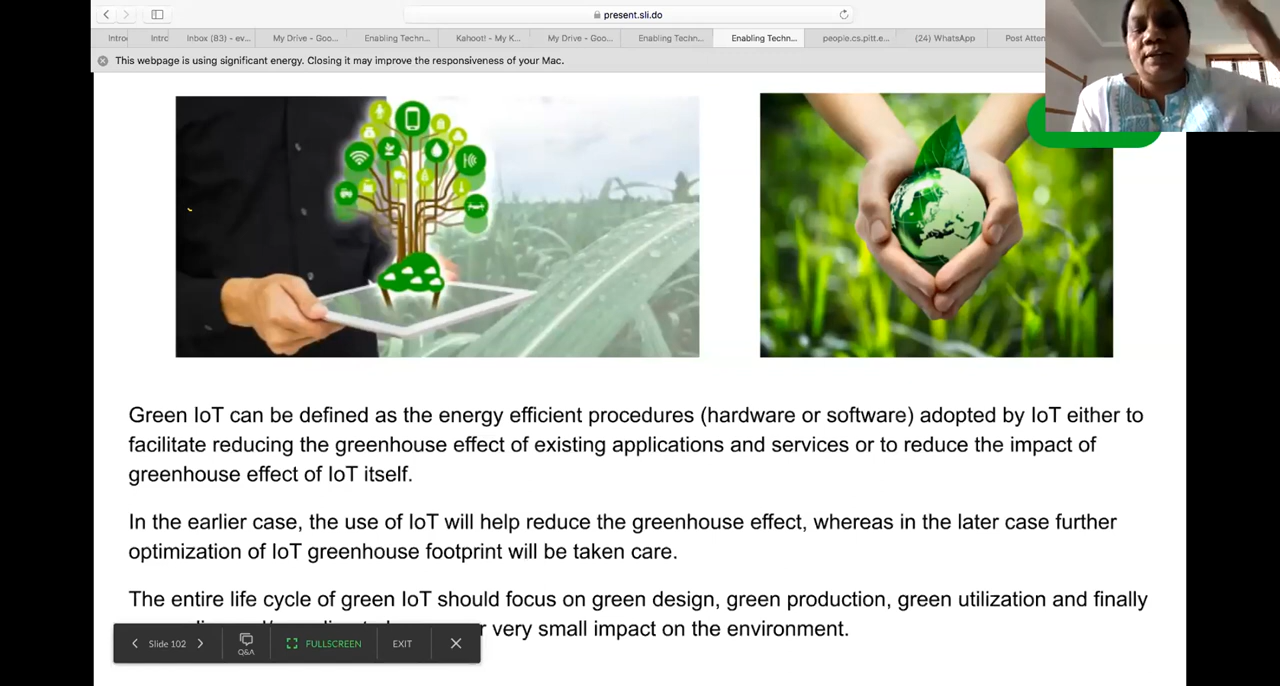 present.sli.do
Intro
Intro
Inbox (83) - ev...
My Drive - Goo...
Enabling Techn...
Kahoot! - My K...
My Drive - Goo...
Enabling Techn...
Enabling Techn...
people.cs.pitt.e...
(24) WhatsApp
Post Atten
This webpage is using significant energy. Closing it may improve the responsiveness of your Mac.
Green IoT can be defined as the energy efficient procedures (hardware or software) adopted by IoT either to
facilitate reducing the greenhouse effect of existing applications and services or to reduce the impact of
greenhouse effect of IoT itself.
In the earlier case, the use of IoT will help reduce the greenhouse effect, whereas in the later case further
optimization of IoT greenhouse footprint will be taken care.
The entire life cycle of green IoT should focus on green design, green production, green utilization and finally
very small impact on the environment.
Slide 102
Q&A
FULLSCREEN
EXIT